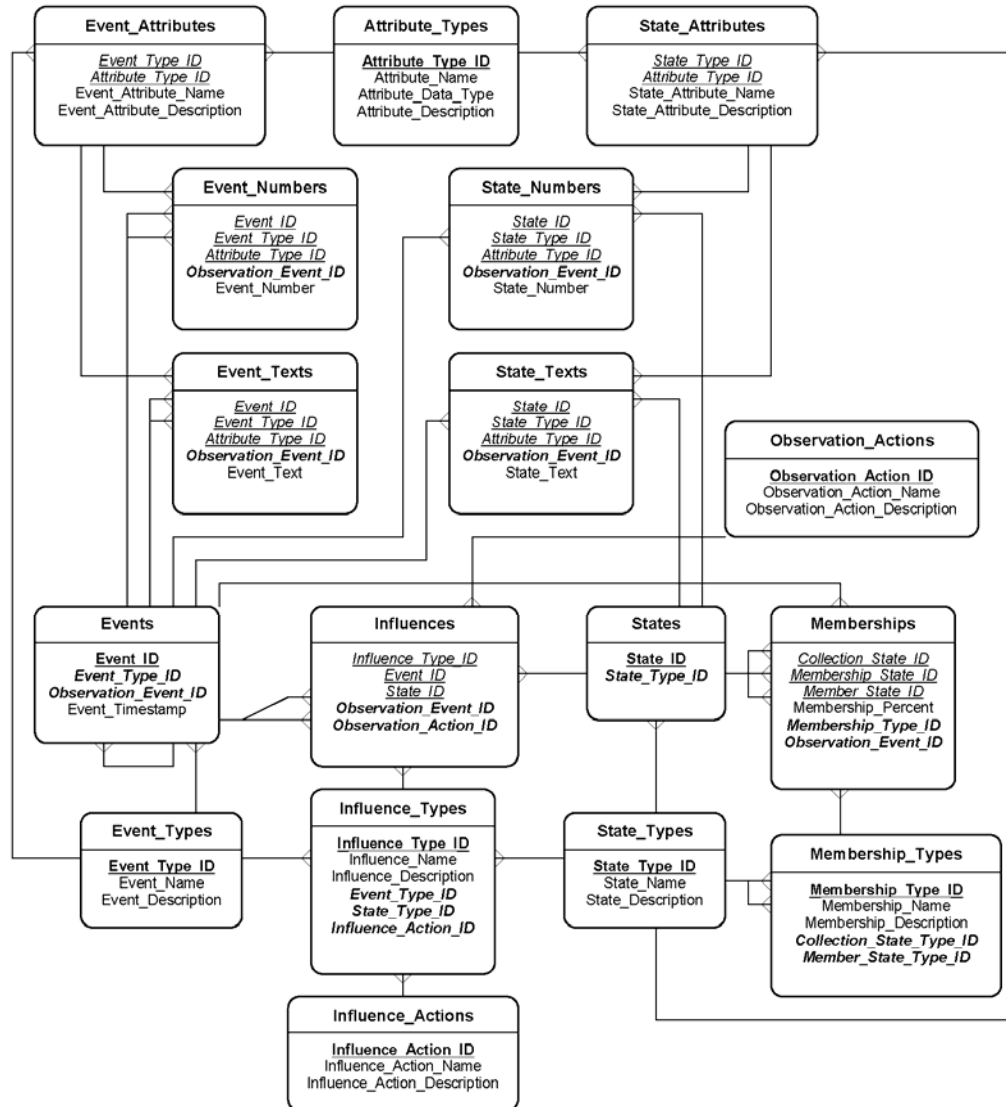 Event_Attributes
Event_Type_ID
Attribute_Type_ID
Event_Attribute_Name
Event_Attribute_Description
Attribute_Types
Attribute_Type_ID
Attribute_Name
Attribute_Data_Type
Attribute_Description
State_Attributes
State_Type_ID
Attribute_Type_ID
State_Attribute_Name
State_Attribute_Description
Event_Numbers
Event_ID
Event_Type_ID
Attribute_Type_ID
Observation_Event_ID
Event_Number
State_Numbers
State_ID
State_Type_ID
Attribute_Type_ID
Observation_Event_ID
State_Number
Event_Texts
Event_ID
Event_Type_ID
Attribute_Type_ID
Observation_Event_ID
Event_Text
State_Texts
State_ID
State_Type_ID
Attribute_Type_ID
Observation_Event_ID
State_Text
Observation_Actions
Observation_Action_ID
Observation_Action_Name
Observation_Action_Description
Events
Event_ID
Event_Type_ID
Observation_Event_ID
Event_Timestamp
Influences
Influence_Type_ID
Event_ID
State_ID
Observation_Event_ID
Observation_Action_ID
States
State_ID
State_Type_ID
Memberships
Collection_State_ID
Membership_State_ID
Member_State_ID
Membership_Percent
Membership_Type_ID
Observation_Event_ID
Event_Types
Event_Type_ID
Event_Name
Event_Description
Influence_Types
Influence_Type_ID
Influence_Name
Influence_Description
Event_Type_ID
State_Type_ID
Influence_Action_ID
State_Types
State_Type_ID
State_Name
State_Description
Membership_Types
Membership_Type_ID
Membership_Name
Membership_Description
Collection_State_Type_ID
Member_State_Type_ID
Influence_Actions
Influence_Action_ID
Influence_Action_Name
Influence_Action_Description